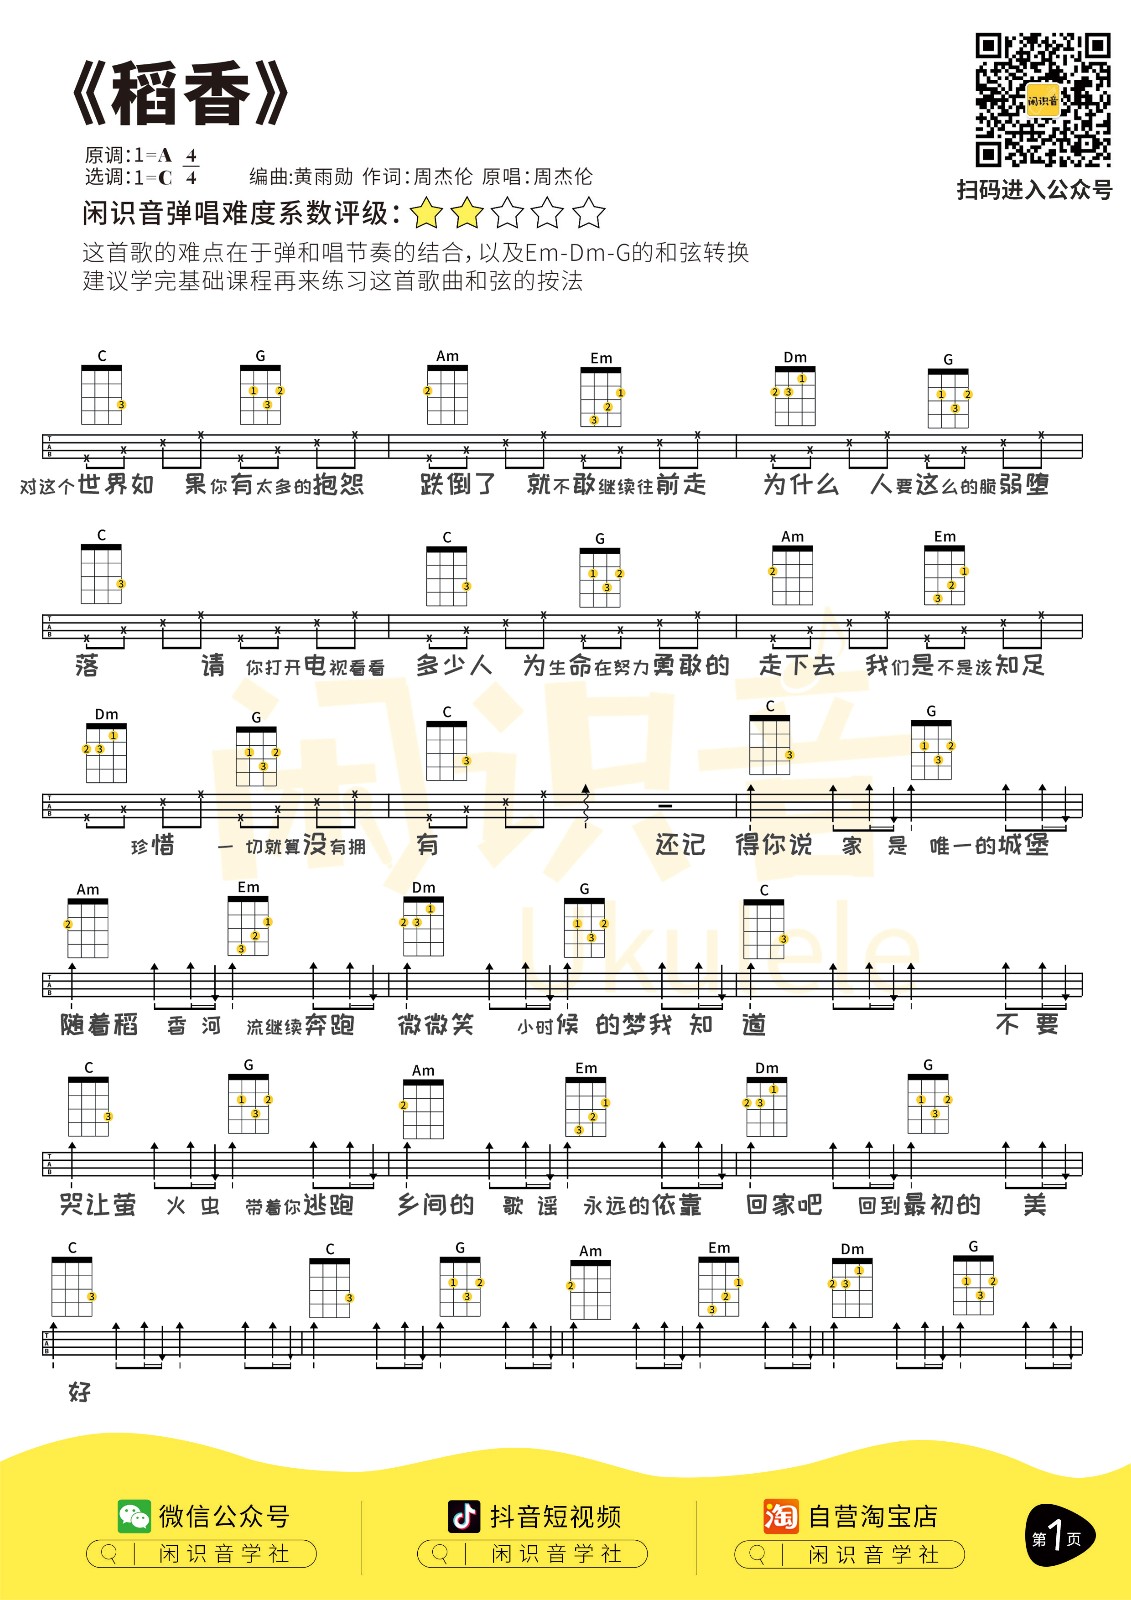 《稻香》
闲识音
扫码进入公众号
原调:1=A 4/4
选调:1=C
编曲:黄雨勋 作词:周杰伦 原唱:周杰伦
闲识音弹唱难度系数评级:
这首歌的难点在于弹和唱节奏的结合,以及Em-Dm-G的和弦转换
建议学完基础课程再来练习这首歌曲和弦的按法
C G Am Em Dm G
对这个世界如 果你有太多的抱怨 跌倒了 就不敢继续往前走 为什么 人要这么的脆弱堕
C C G Am Em
落 请 你打开电视看看 多少人 为生命在努力勇敢的 走下去 我们是不是该知足
Dm G C C G
珍惜 一 切就算没有拥 有 还记 得你说 家 是 唯一的城堡
闲识音
Ukulele
Am Em Dm G C
随着稻 香 河 流继续奔跑 微微笑 小时候 的梦我 知 道 不 要
C G Am Em Dm G
哭让萤 火 虫 带着你逃跑 乡间的 歌 谣 永远的依靠 回家吧 回到最初的 美
C C G Am Em Dm G
好
微信公众号 抖音短视频 自营淘宝店
闲识音学社 闲识音学社 闲识音学社
第1页